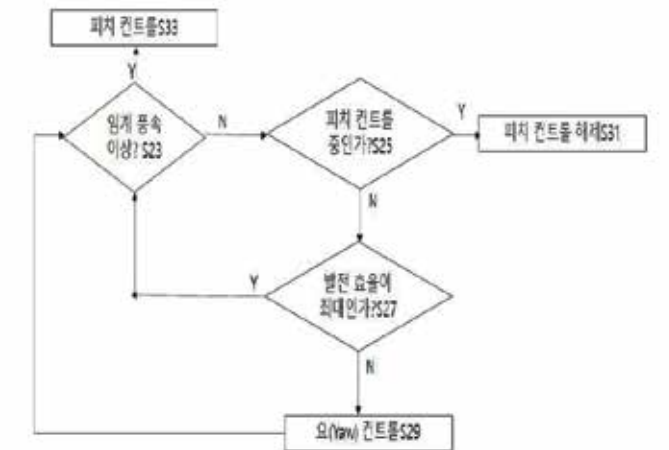 피치 컨트롤S33
Y
임계 풍속
이상? S23
N
피치 컨트롤
중인가?S25
Y
피치 컨트롤 해제S31
N
발전 효율이
최대인가?S27
Y
N
요(Yaw) 컨트롤S29